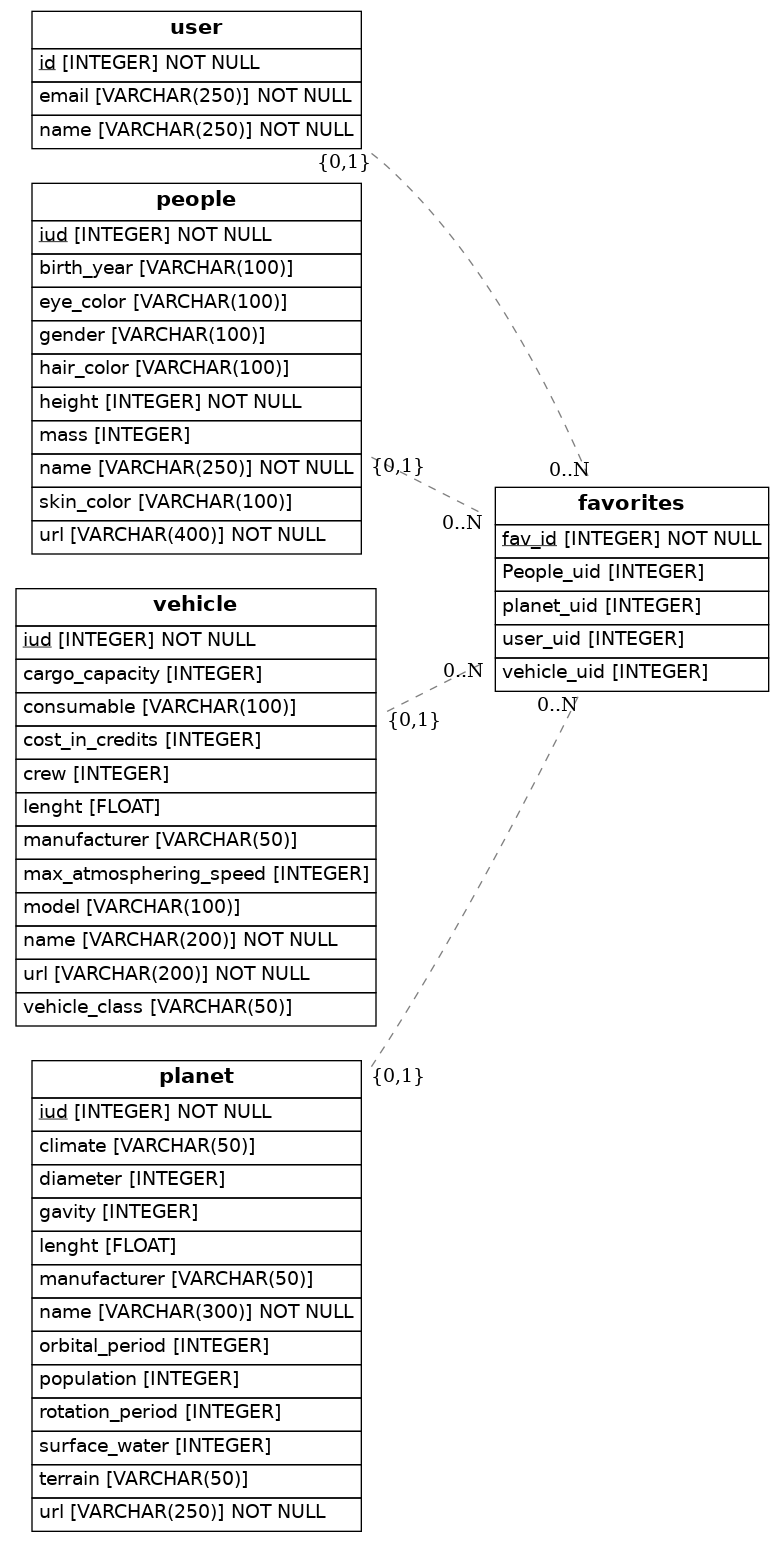 user
id [INTEGER] NOT NULL
email [VARCHAR(250)] NOT NULL
name [VARCHAR(250)] NOT NULL
{0,1}
people
iud [INTEGER] NOT NULL
birth_year [VARCHAR(100)]
eye_color [VARCHAR(100)]
gender [VARCHAR(100)]
hair_color [VARCHAR(100)]
height [INTEGER] NOT NULL
mass [INTEGER]
name [VARCHAR(250)] NOT NULL
skin_color [VARCHAR(100)]
url [VARCHAR(400)] NOT NULL
{0,1}
0..N
0..N
favorites
fav_id [INTEGER] NOT NULL
People_uid [INTEGER]
planet_uid [INTEGER]
user_uid [INTEGER]
vehicle_uid [INTEGER]
0..N
0..N
vehicle
iud [INTEGER] NOT NULL
cargo_capacity [INTEGER]
consumable [VARCHAR(100)]
cost_in_credits [INTEGER]
crew [INTEGER]
lenght [FLOAT]
manufacturer [VARCHAR(50)]
max_atmosphering_speed [INTEGER]
model [VARCHAR(100)]
name [VARCHAR(200)] NOT NULL
url [VARCHAR(200)] NOT NULL
vehicle_class [VARCHAR(50)]
{0,1}
planet
iud [INTEGER] NOT NULL
climate [VARCHAR(50)]
diameter [INTEGER]
gavity [INTEGER]
lenght [FLOAT]
manufacturer [VARCHAR(50)]
name [VARCHAR(300)] NOT NULL
orbital_period [INTEGER]
population [INTEGER]
rotation_period [INTEGER]
surface_water [INTEGER]
terrain [VARCHAR(50)]
url [VARCHAR(250)] NOT NULL
{0,1}